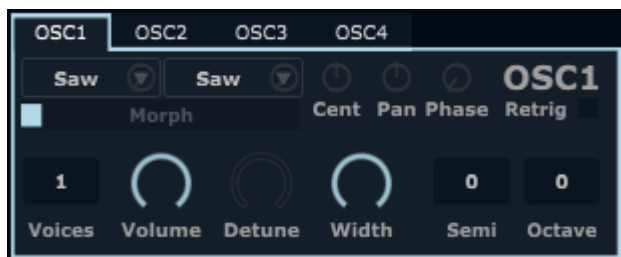 OSC1 OSC2 OSC3 OSC4
Saw Saw OSC1
Morph Cent Pan Phase Retrig
1 0 0
Voices Volume Detune Width Semi Octave